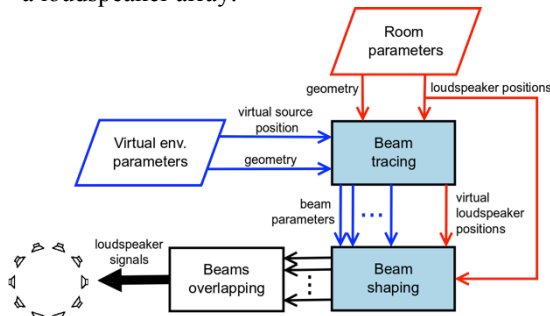 a loudspeaker array.
Room
parameters
geometry
loudspeaker positions
virtual source
position
Virtual env.
parameters
geometry
Beam
tracing
beam
parameters
...
virtual
loudspeaker
positions
loudspeaker
signals
Beams
overlapping
Beam
shaping